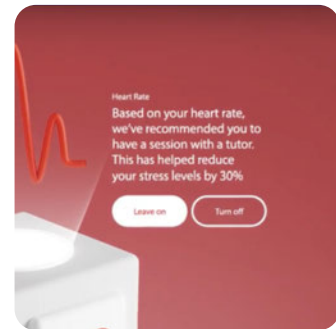 Heart Rate
Based on your heart rate,
we've recommended you to
have a session with a tutor.
This has helped reduce
your stress levels by 30%
Leave on
Turn off